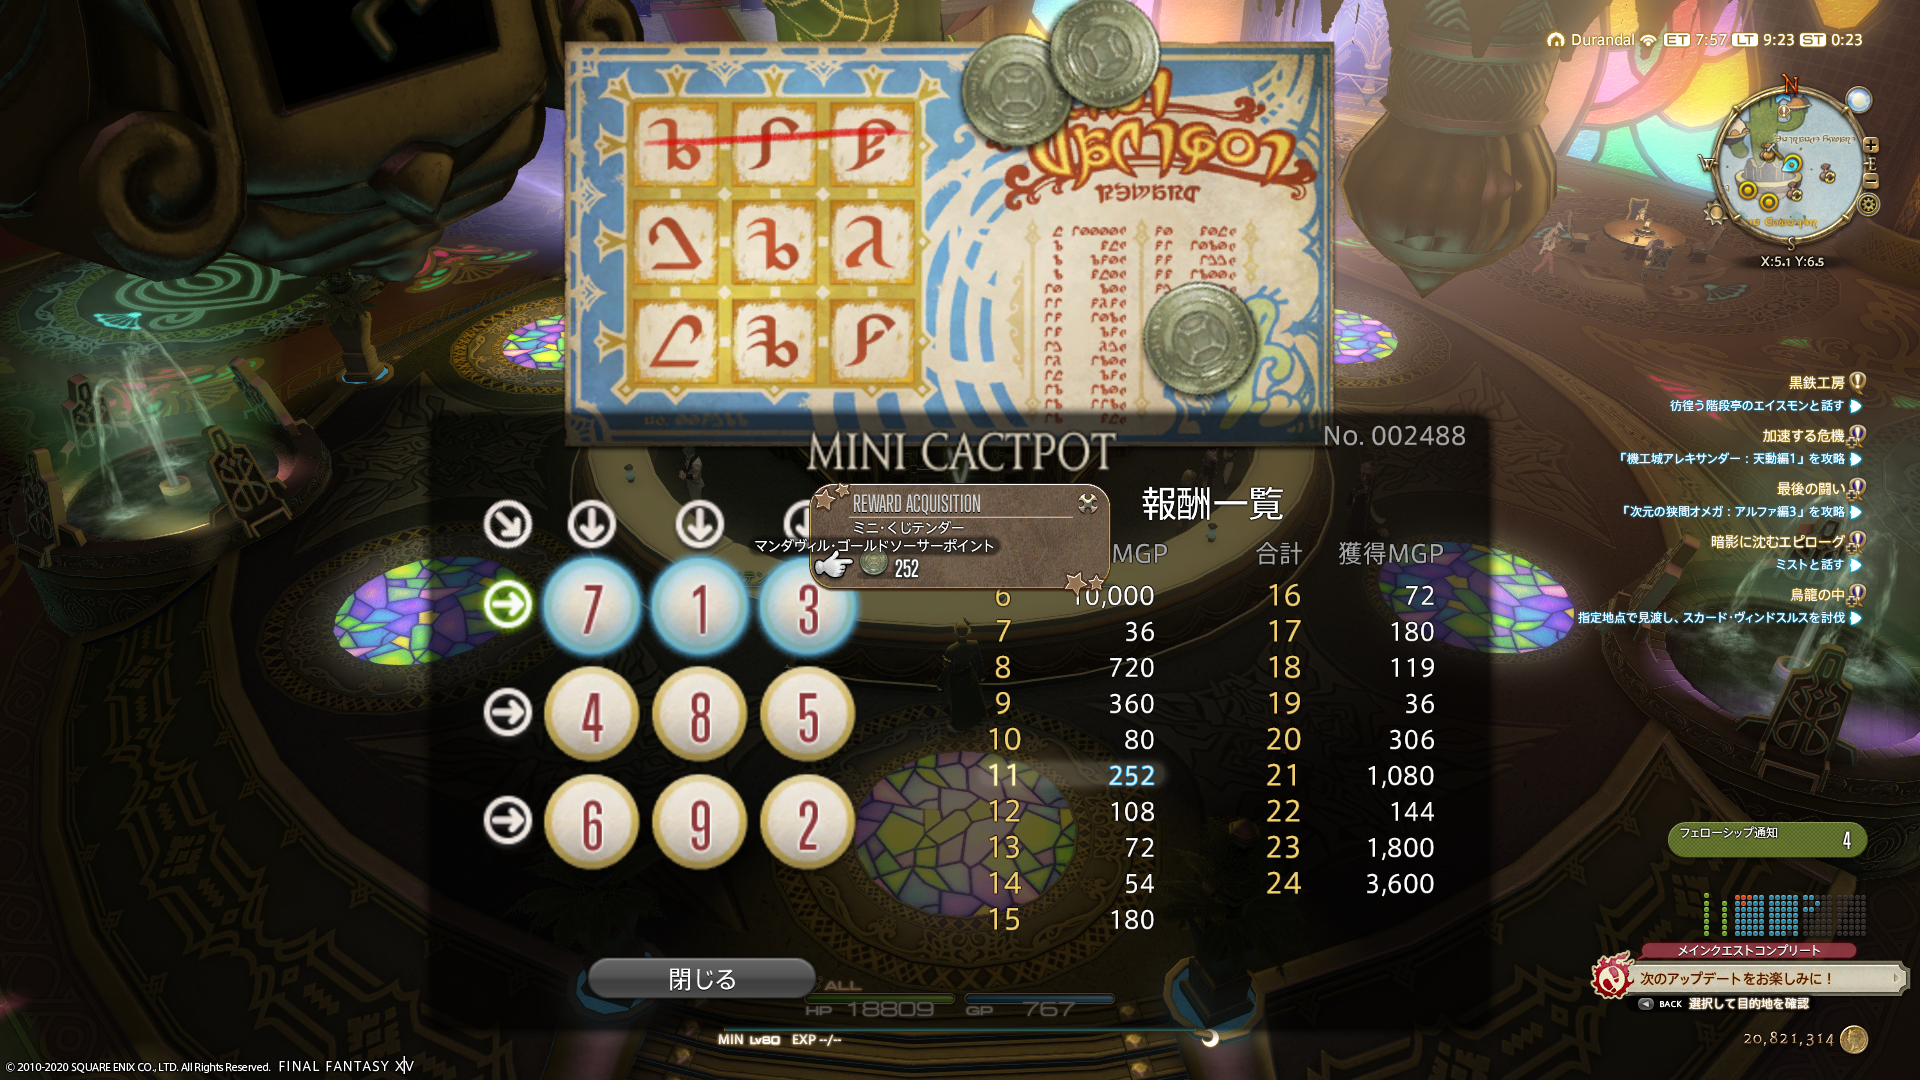 Durandal ET 7:57 LT 9:23 ST 0:23
N
W
E
S
X:5.1 Y:6.5
No. 002488
MINI CACTPOT
REWARD ACQUISITION
ミニ・くじテンダー
マンダヴィル・ゴールドソーサーポイント
252
報酬一覧
MGP 合計 獲得MGP
6 10,000 16 72
7 36 17 180
8 720 18 119
9 360 19 36
10 80 20 306
11 252 21 1,080
12 108 22 144
13 72 23 1,800
14 54 24 3,600
15 180
7 1 3
4 8 5
6 9 2
閉じる
ALL
HP 18809 GP 767
MIN Lv80 EXP --/--
黒鉄工房
彷徨う階段亭のエイスモンと話す
加速する危機
「機工城アレキサンダー：天動編1」を攻略
最後の闘い
「次元の狭間オメガ：アルファ編3」を攻略
暗影に沈むエピローグ
ミストと話す
鳥籠の中
指定地点で見渡し、スカード・ヴィンドスルスを討伐
フェローシップ通知 4
メインクエストコンプリート
次のアップデートをお楽しみに！
BACK 選択して目的地を確認
20,821,314
© 2010-2020 SQUARE ENIX CO., LTD. All Rights Reserved. FINAL FANTASY XIV